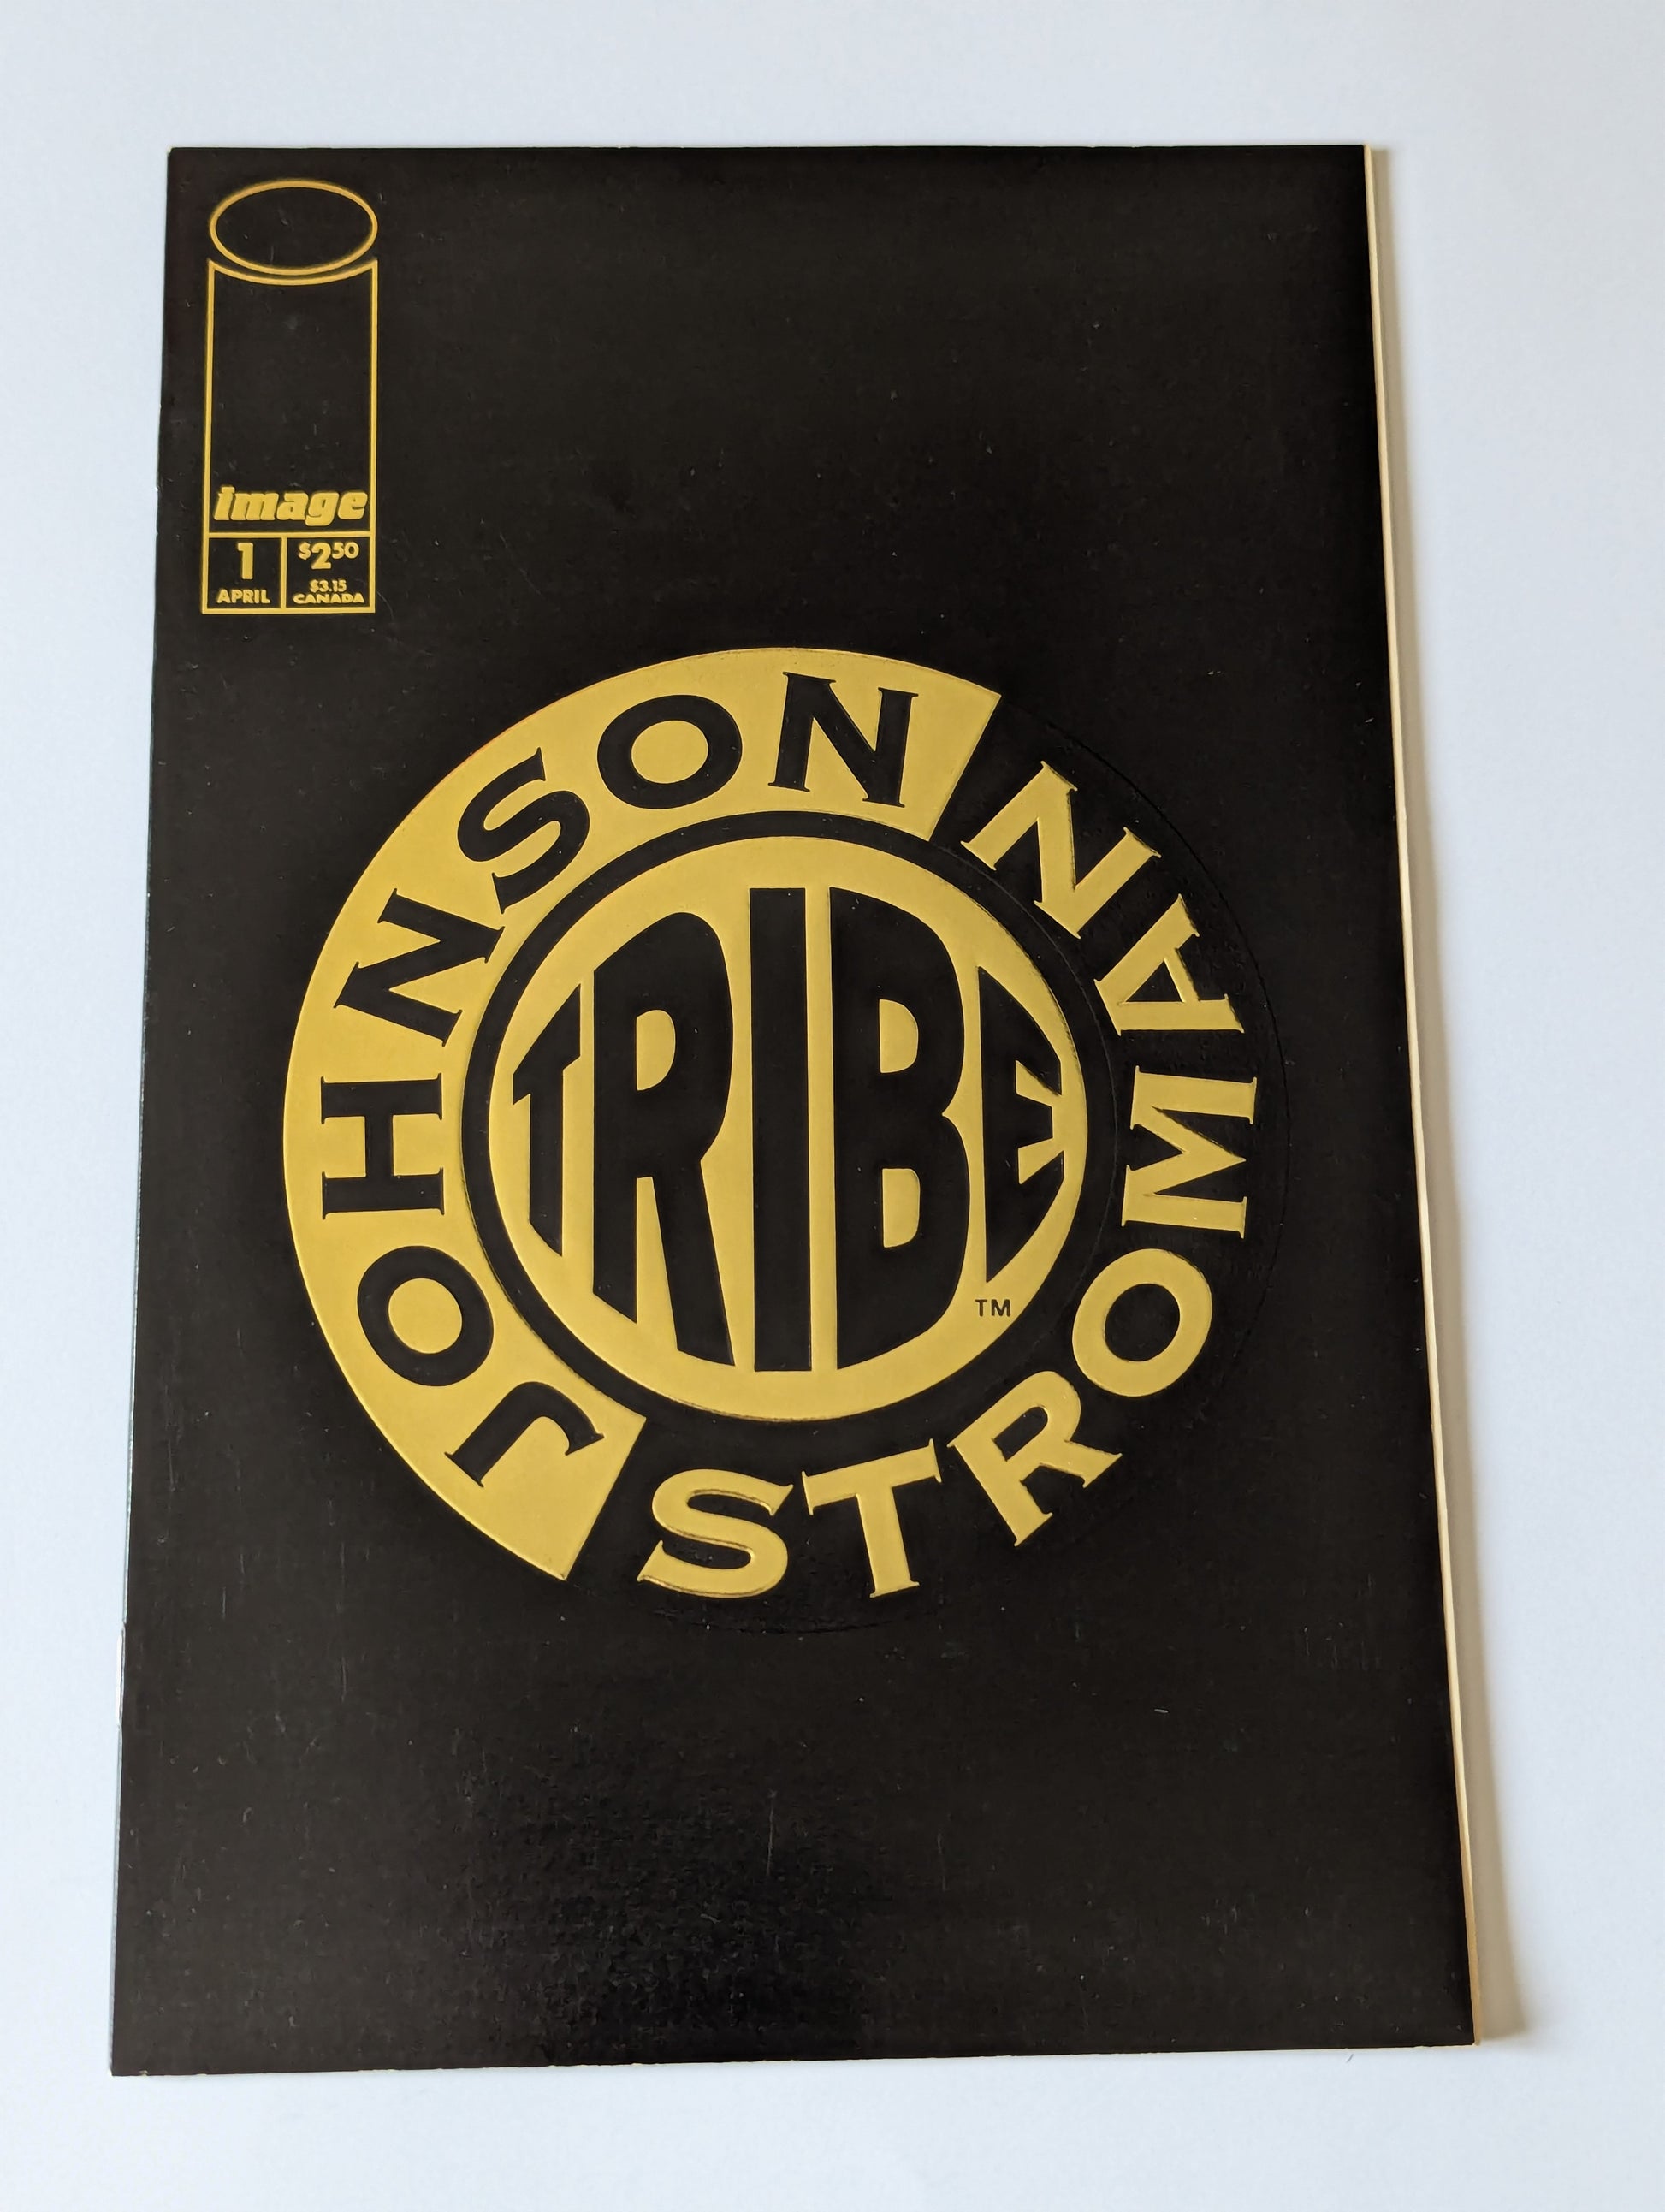 image
1
APRIL
$2.50
$3.15
CANADA
JOHNSON
STROMAN
TRIBE
TM